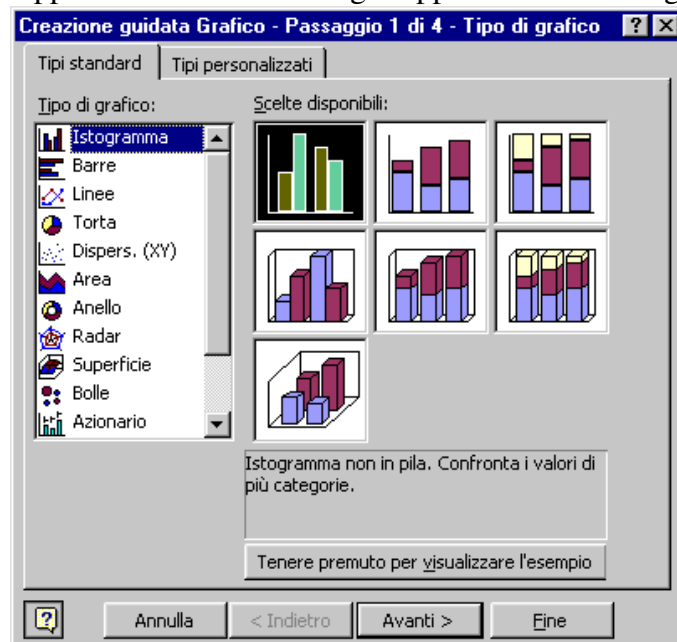 Creazione guidata Grafico - Passaggio 1 di 4 - Tipo di grafico
Tipi standard
Tipi personalizzati
Tipo di grafico:
Istogramma
Barre
Linee
Torta
Dispers. (XY)
Area
Anello
Radar
Superficie
Bolle
Azionario
Scelte disponibili:
Istogramma non in pila. Confronta i valori di
più categorie.
Tenere premuto per visualizzare l'esempio
Annulla
< Indietro
Avanti >
Fine